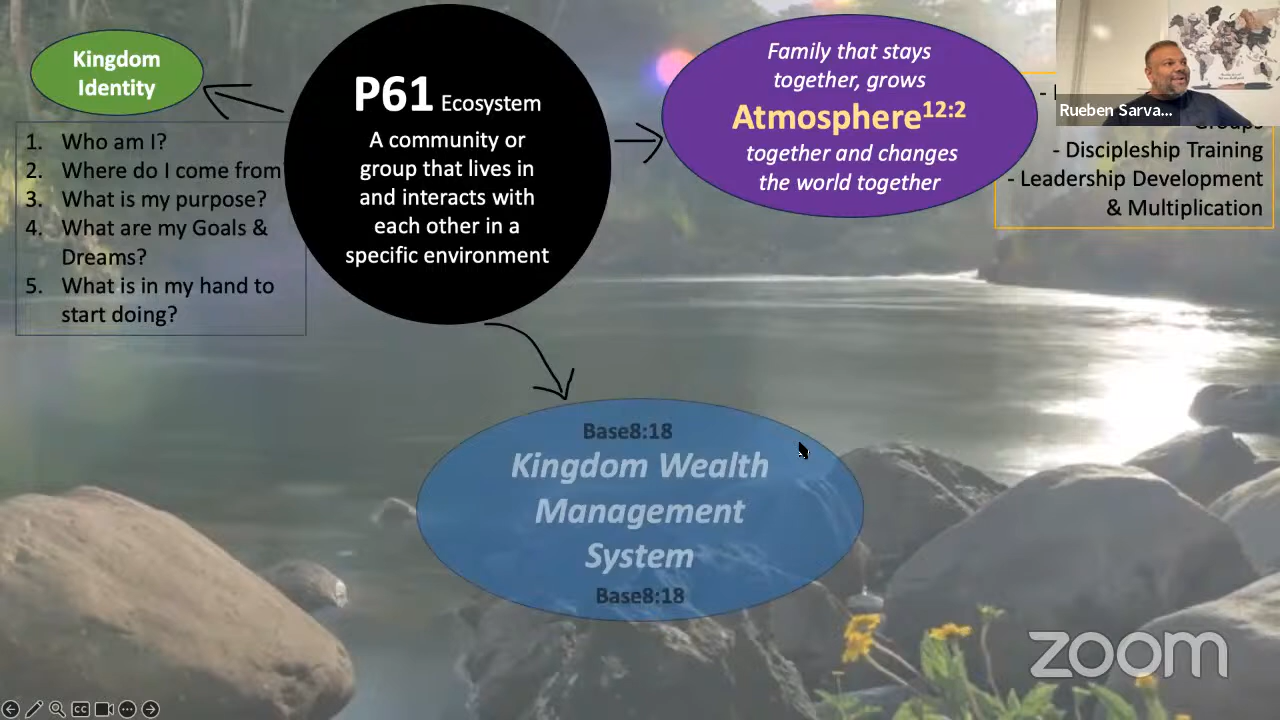 Kingdom
Identity
1. Who am I?
2. Where do I come from
3. What is my purpose?
4. What are my Goals &
Dreams?
5. What is in my hand to
start doing?
P61 Ecosystem
A community or
group that lives in
and interacts with
each other in a
specific environment
Family that stays
together, grows
Atmosphere12:2
together and changes
the world together
Rueben Sarva...
Groups
- Discipleship Training
- Leadership Development
& Multiplication
Base8:18
Kingdom Wealth
Management
System
Base8:18
zoom